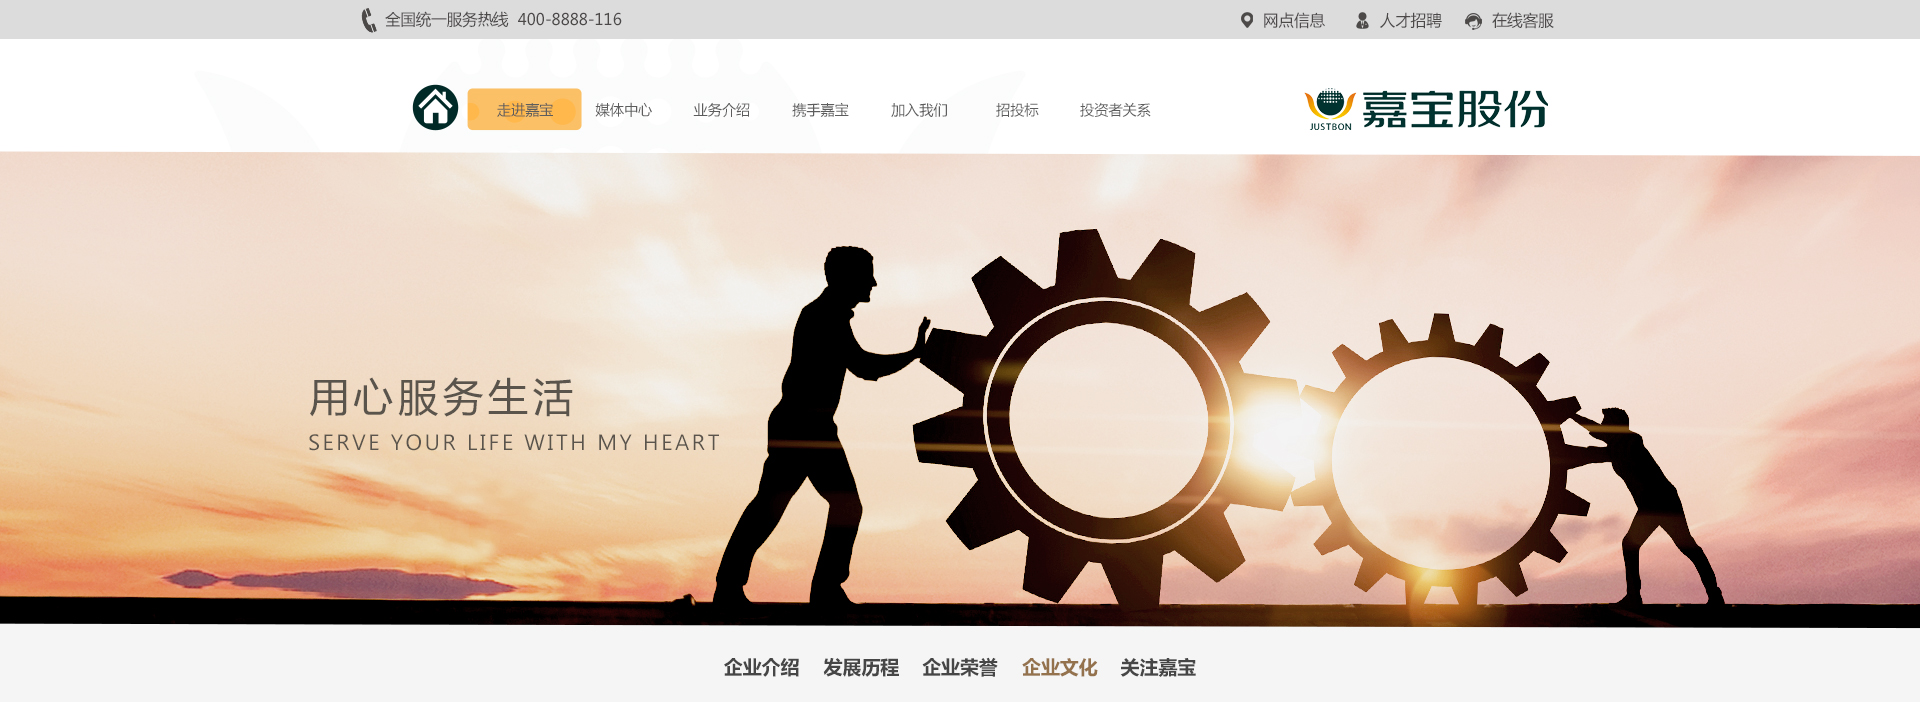 全国统一服务热线 400-8888-116
网点信息 人才招聘 在线客服
走进嘉宝 媒体中心 业务介绍 携手嘉宝 加入我们 招投标 投资者关系
JUSTBON 嘉宝股份
用心服务生活
SERVE YOUR LIFE WITH MY HEART
企业介绍 发展历程 企业荣誉 企业文化 关注嘉宝